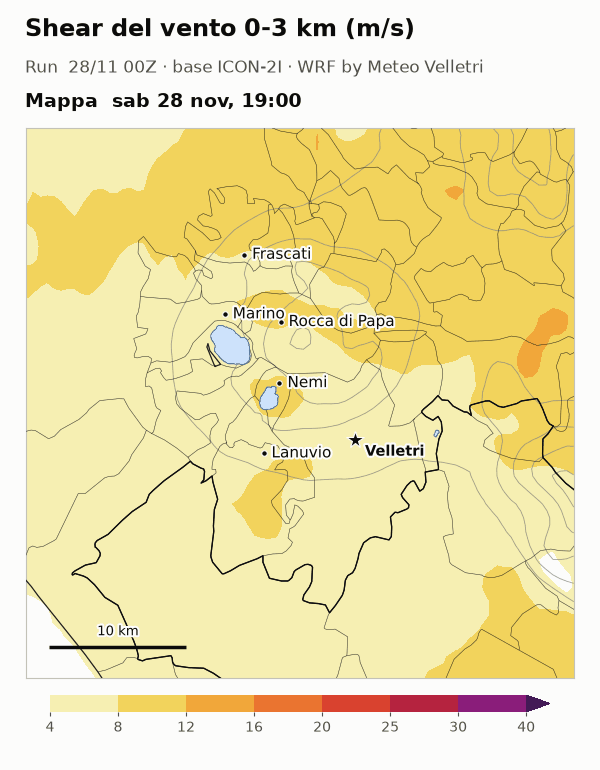 Shear del vento 0-3 km (m/s)
Run 28/11 00Z · base ICON-2I · WRF by Meteo Velletri
Mappa sab 28 nov, 19:00
Frascati
Marino
Rocca di Papa
Nemi
Velletri
Lanuvio
10 km
4 8 12 16 20 25 30 40